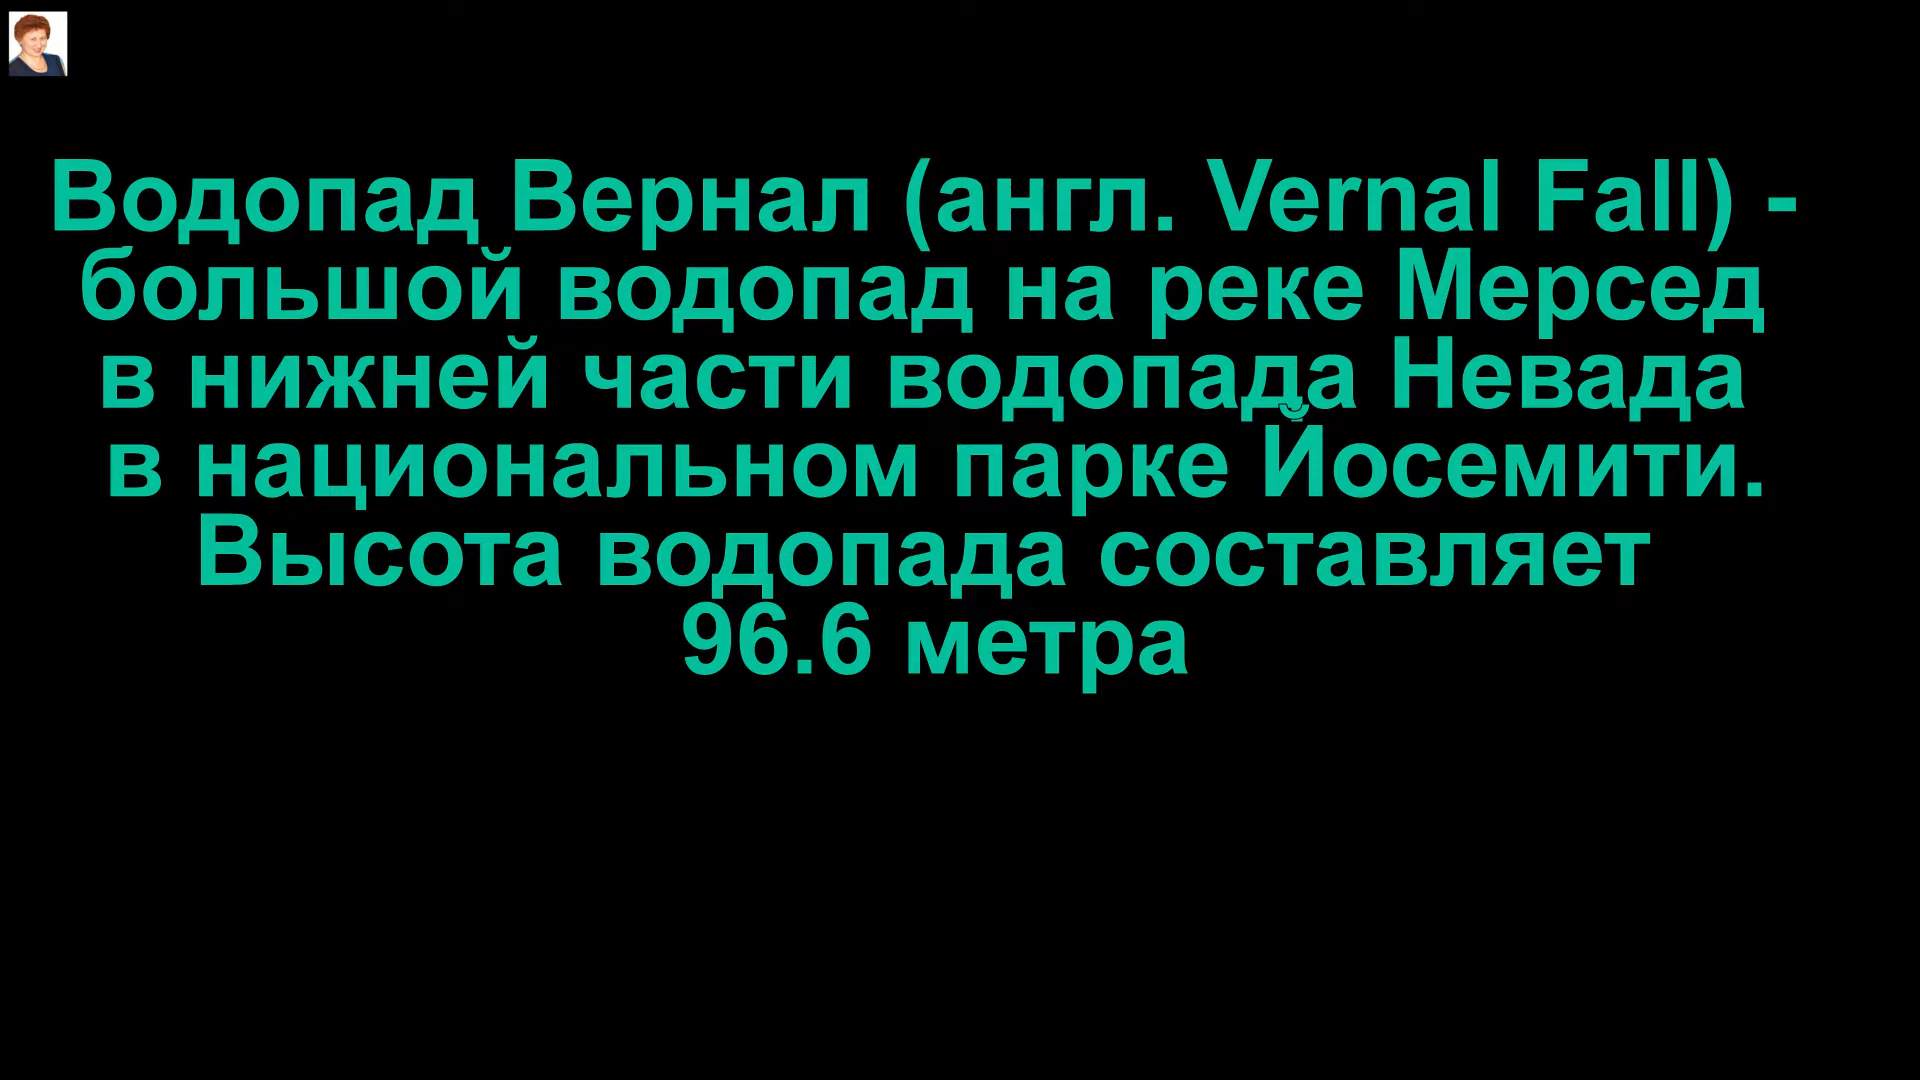 Водопад Вернал (англ. Vernal Fall) -
большой водопад на реке Мерсед
в нижней части водопада Невада
в национальном парке Йосемити.
Высота водопада составляет
96.6 метра